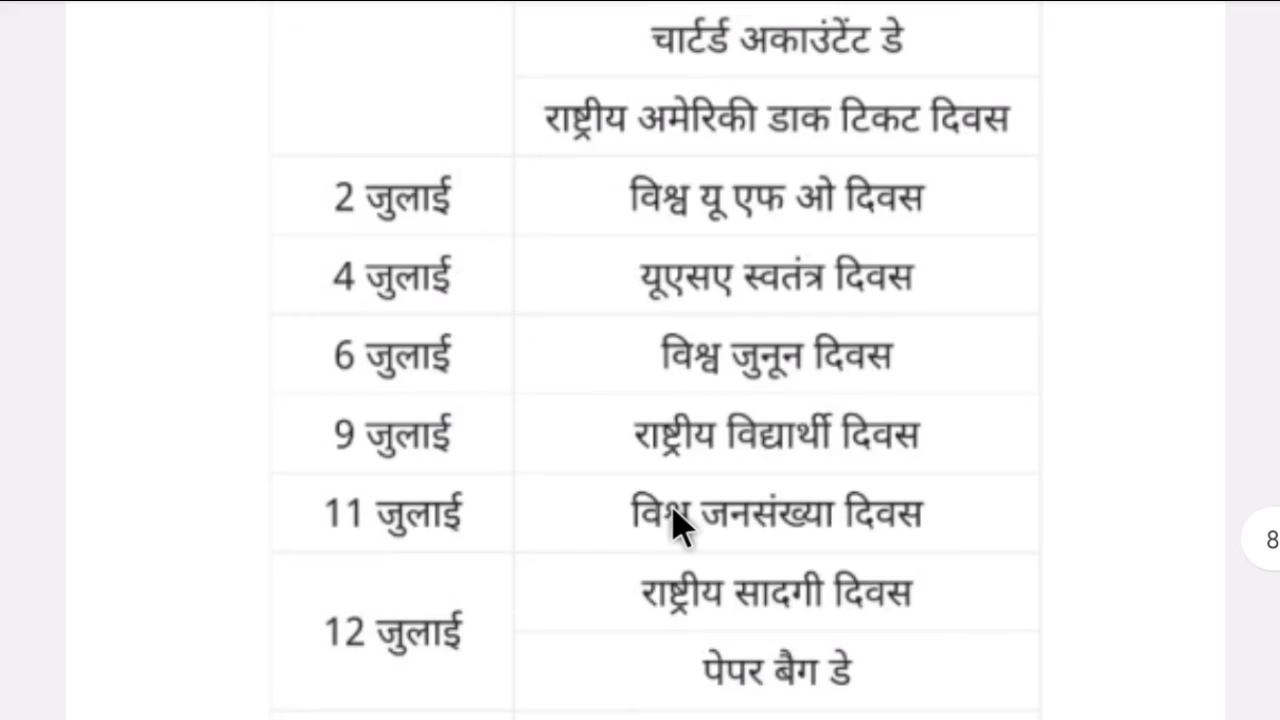 चार्टर्ड अकाउंटेंट डे
राष्ट्रीय अमेरिकी डाक टिकट दिवस
2 जुलाई विश्व यू एफ ओ दिवस
4 जुलाई यूएसए स्वतंत्र दिवस
6 जुलाई विश्व जुनून दिवस
9 जुलाई राष्ट्रीय विद्यार्थी दिवस
11 जुलाई विश्व जनसंख्या दिवस
राष्ट्रीय सादगी दिवस
12 जुलाई
पेपर बैग डे
8